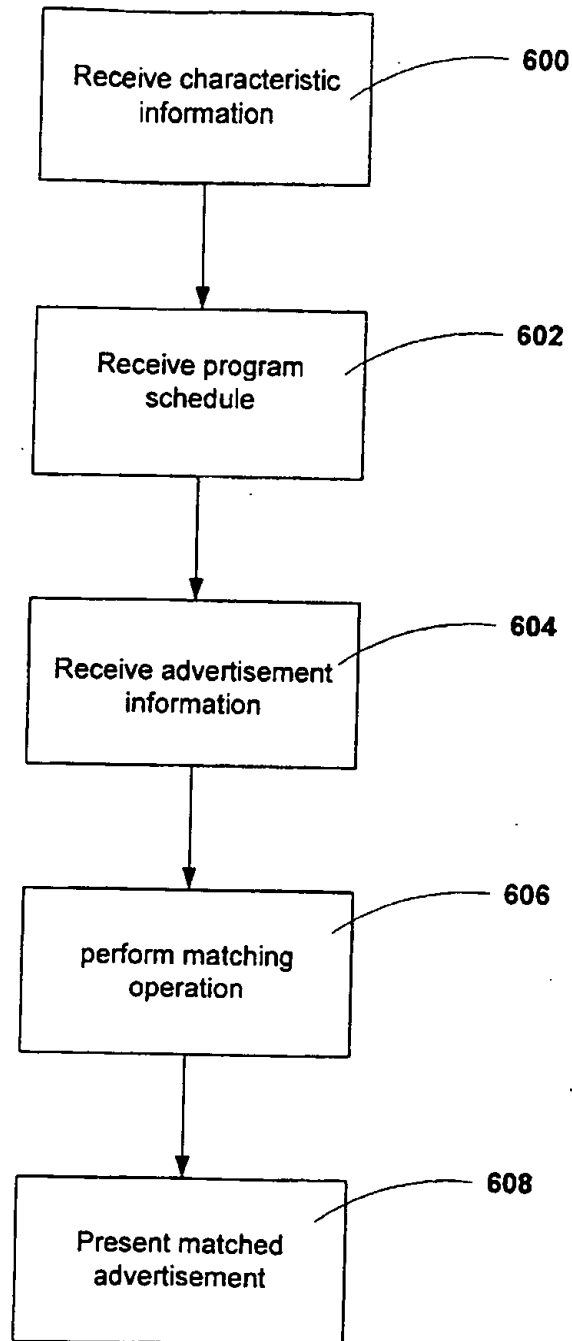 Receive characteristic
information
600
Receive program
schedule
602
Receive advertisement
information
604
perform matching
operation
606
Present matched
advertisement
608